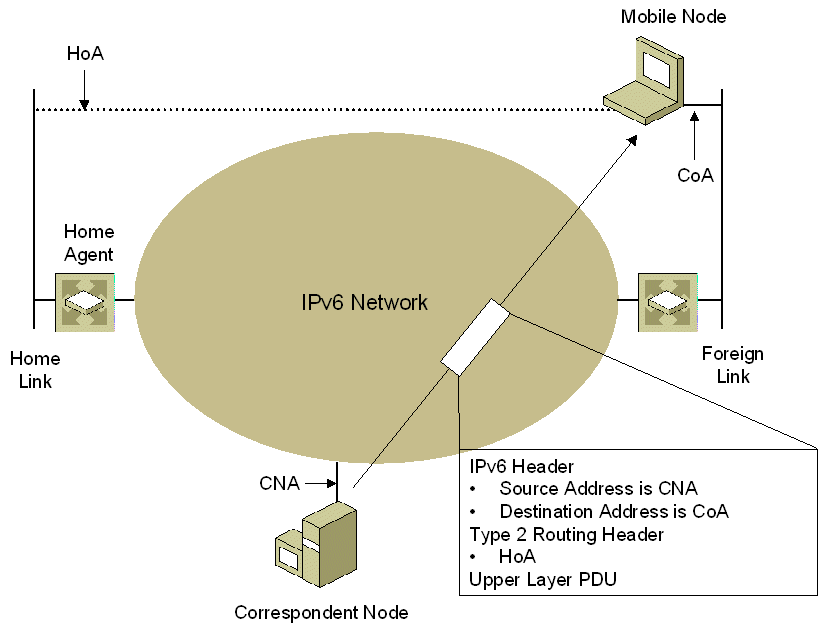 Mobile Node
HoA
CoA
Home
Agent
IPv6 Network
Home
Link
Foreign
Link
CNA
IPv6 Header
• Source Address is CNA
• Destination Address is CoA
Type 2 Routing Header
• HoA
Upper Layer PDU
Correspondent Node